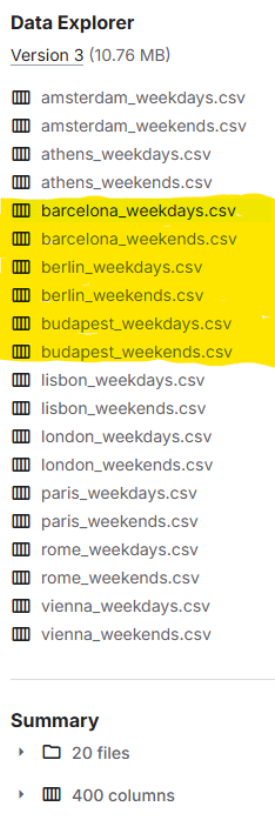 Data Explorer
Version 3 (10.76 MB)
amsterdam_weekdays.csv
amsterdam_weekends.csv
athens_weekdays.csv
athens_weekends.csv
barcelona_weekdays.csv
barcelona_weekends.csv
berlin_weekdays.csv
berlin_weekends.csv
budapest_weekdays.csv
budapest_weekends.csv
lisbon_weekdays.csv
lisbon_weekends.csv
london_weekdays.csv
london_weekends.csv
paris_weekdays.csv
paris_weekends.csv
rome_weekdays.csv
rome_weekends.csv
vienna_weekdays.csv
vienna_weekends.csv
Summary
20 files
400 columns